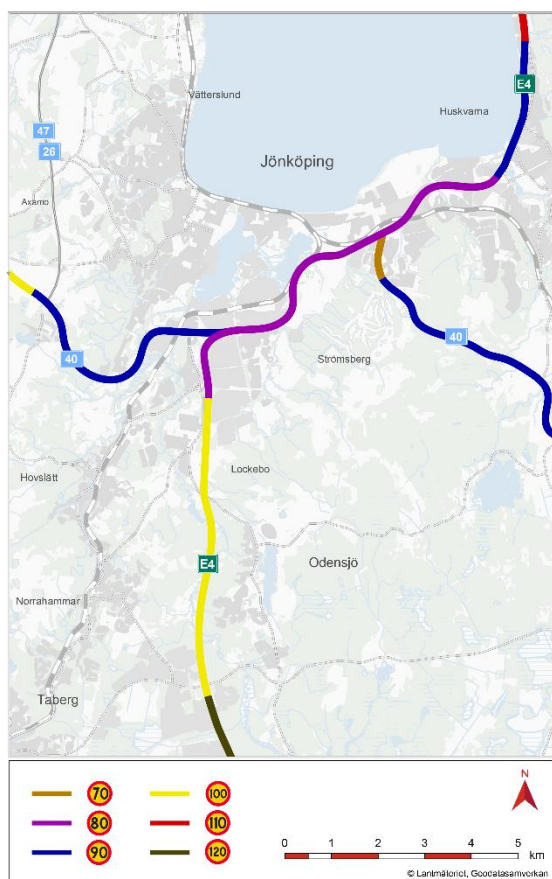 E4
Huskvarna
Vätterslund
47
26
Jönköping
Axamo
40
40
Strömsberg
Hovslätt
Lockebo
E4
Odensjö
Norrahammar
Taberg
70
100
N
80
110
90
120
0 1 2 3 4 5
km
© Lantmäteriet, Geodatasamverkan